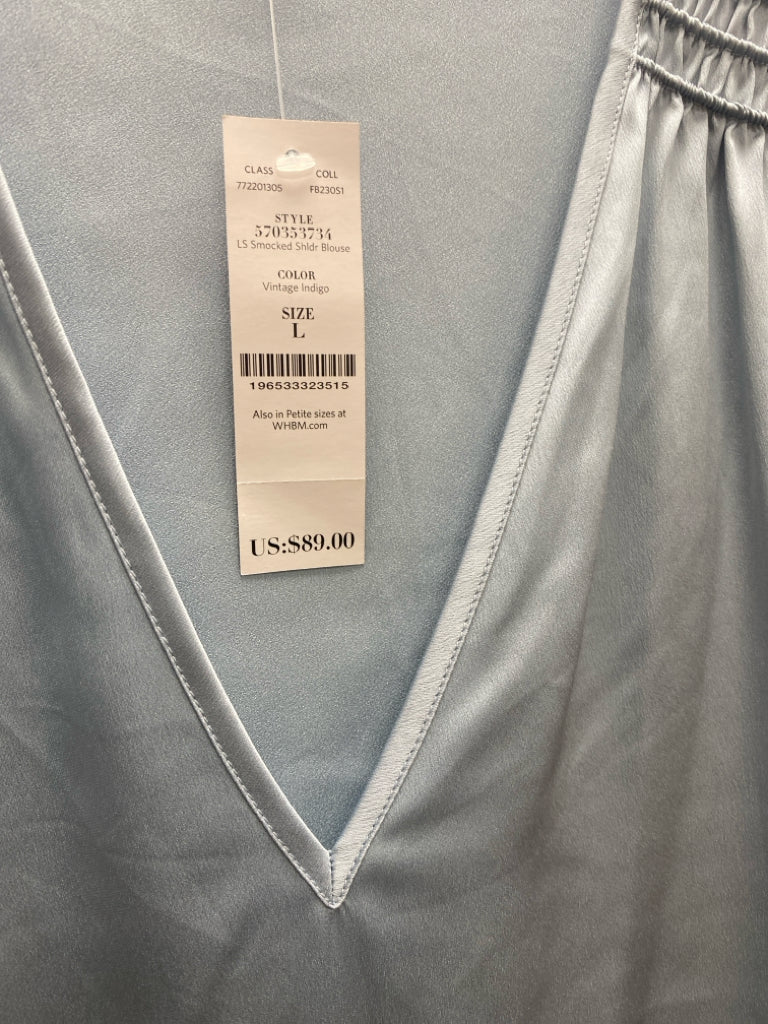 CLASS COLL
772201305 FB230S1
STYLE
570353734
LS Smocked Shldr Blouse
COLOR
Vintage Indigo
SIZE
L
196533323515
Also in Petite sizes at
WHBM.com
US:$89.00